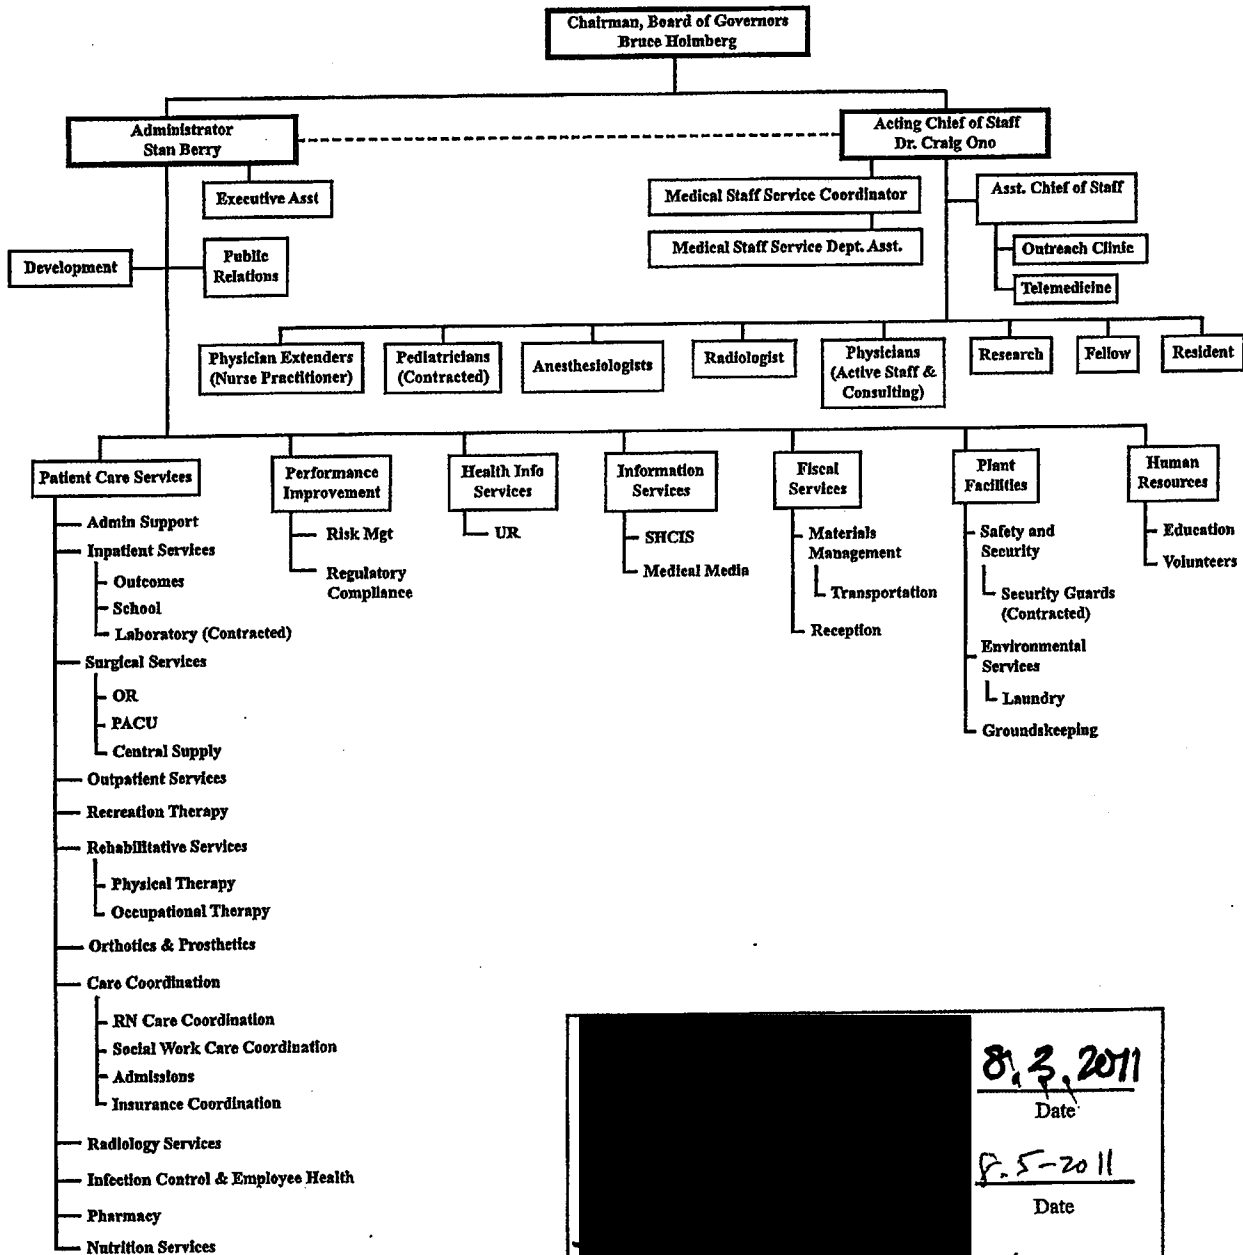 Chairman, Board of Governors
Bruce Holmberg
Administrator
Stan Berry
Acting Chief of Staff
Dr. Craig Ono
Executive Asst
Medical Staff Service Coordinator
Asst. Chief of Staff
Medical Staff Service Dept. Asst.
Outreach Clinic
Telemedicine
Development
Public
Relations
Physician Extenders
(Nurse Practitioner)
Pediatricians
(Contracted)
Anesthesiologists
Radiologist
Physicians
(Active Staff &
Consulting)
Research
Fellow
Resident
Patient Care Services
Performance
Improvement
Health Info
Services
Information
Services
Fiscal
Services
Plant
Facilities
Human
Resources
Admin Support
Inpatient Services
Outcomes
School
Laboratory (Contracted)
Surgical Services
OR
PACU
Central Supply
Outpatient Services
Recreation Therapy
Rehabilitative Services
Physical Therapy
Occupational Therapy
Orthotics & Prosthetics
Care Coordination
RN Care Coordination
Social Work Care Coordination
Admissions
Insurance Coordination
Radiology Services
Infection Control & Employee Health
Pharmacy
Nutrition Services
Risk Mgt
Regulatory
Compliance
UR
SHCIS
Medical Media
Materials
Management
Transportation
Reception
Safety and
Security
Security Guards
(Contracted)
Environmental
Services
Laundry
Groundskeeping
Education
Volunteers
8.3.2011
Date
8.5-2011
Date